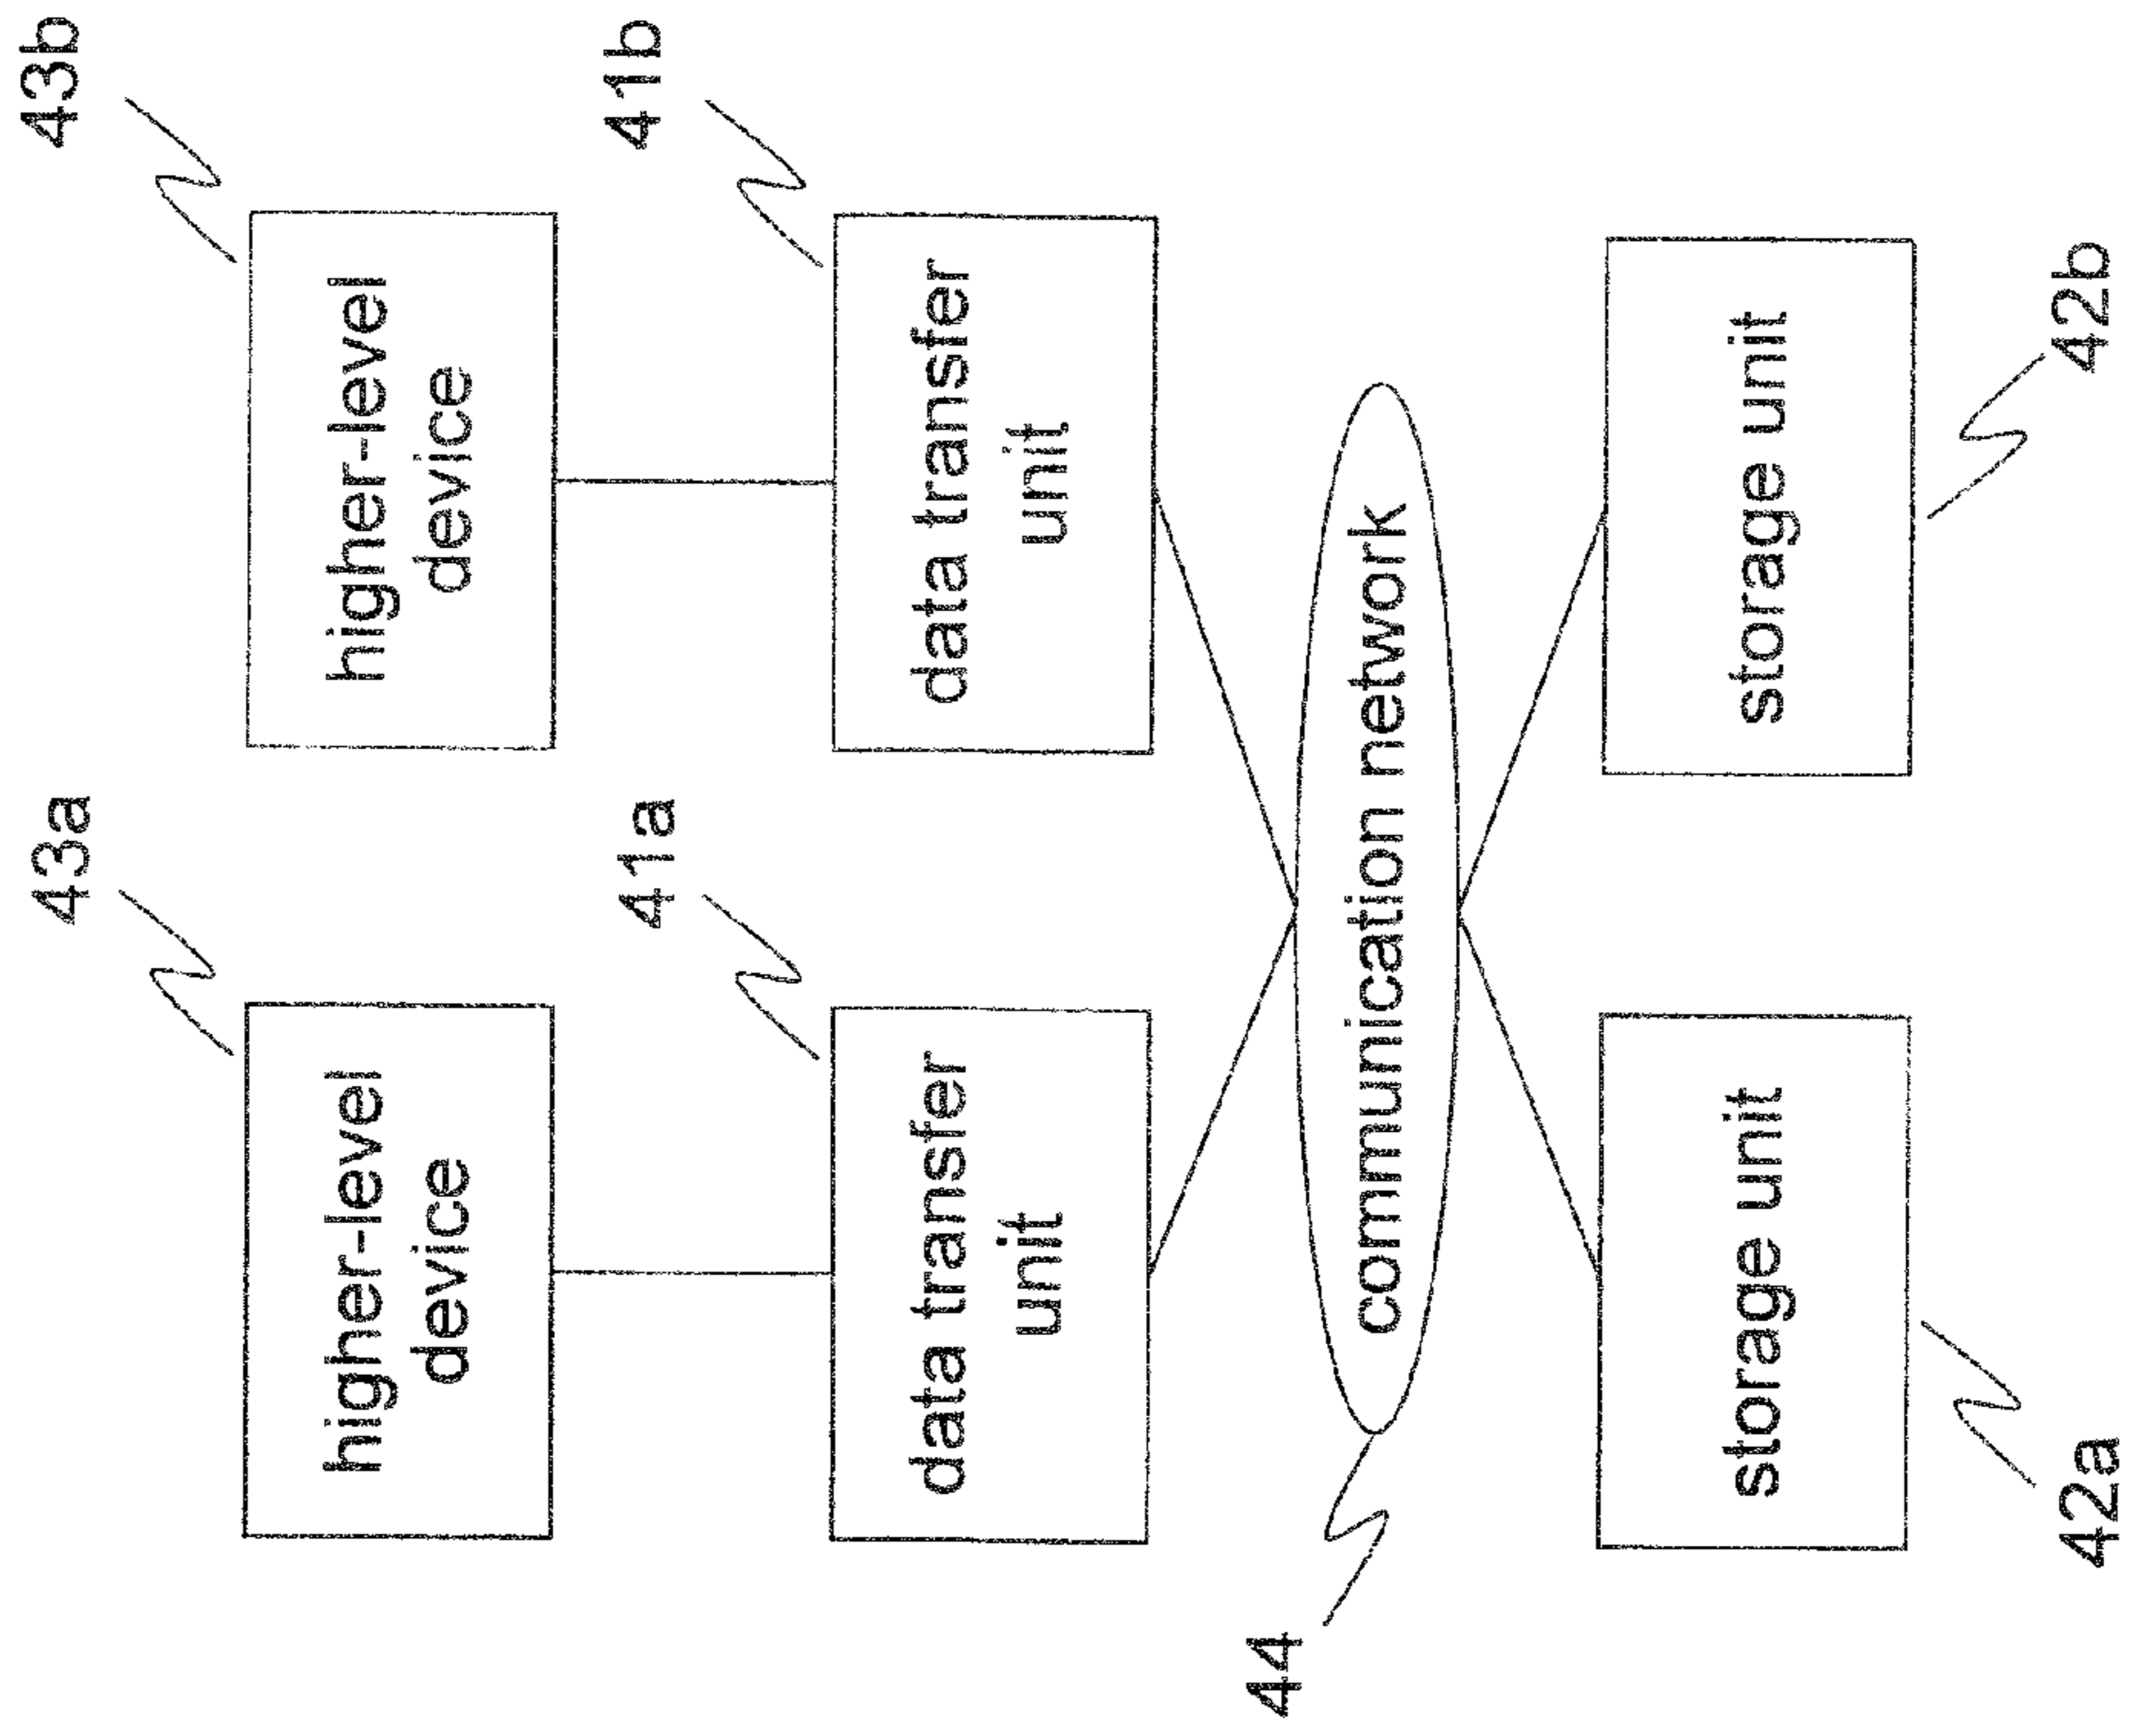 43a
43b
higher-level
device
higher-level
device
41a
41b
data transfer
unit
data transfer
unit
44
communication network
storage unit
storage unit
42a
42b